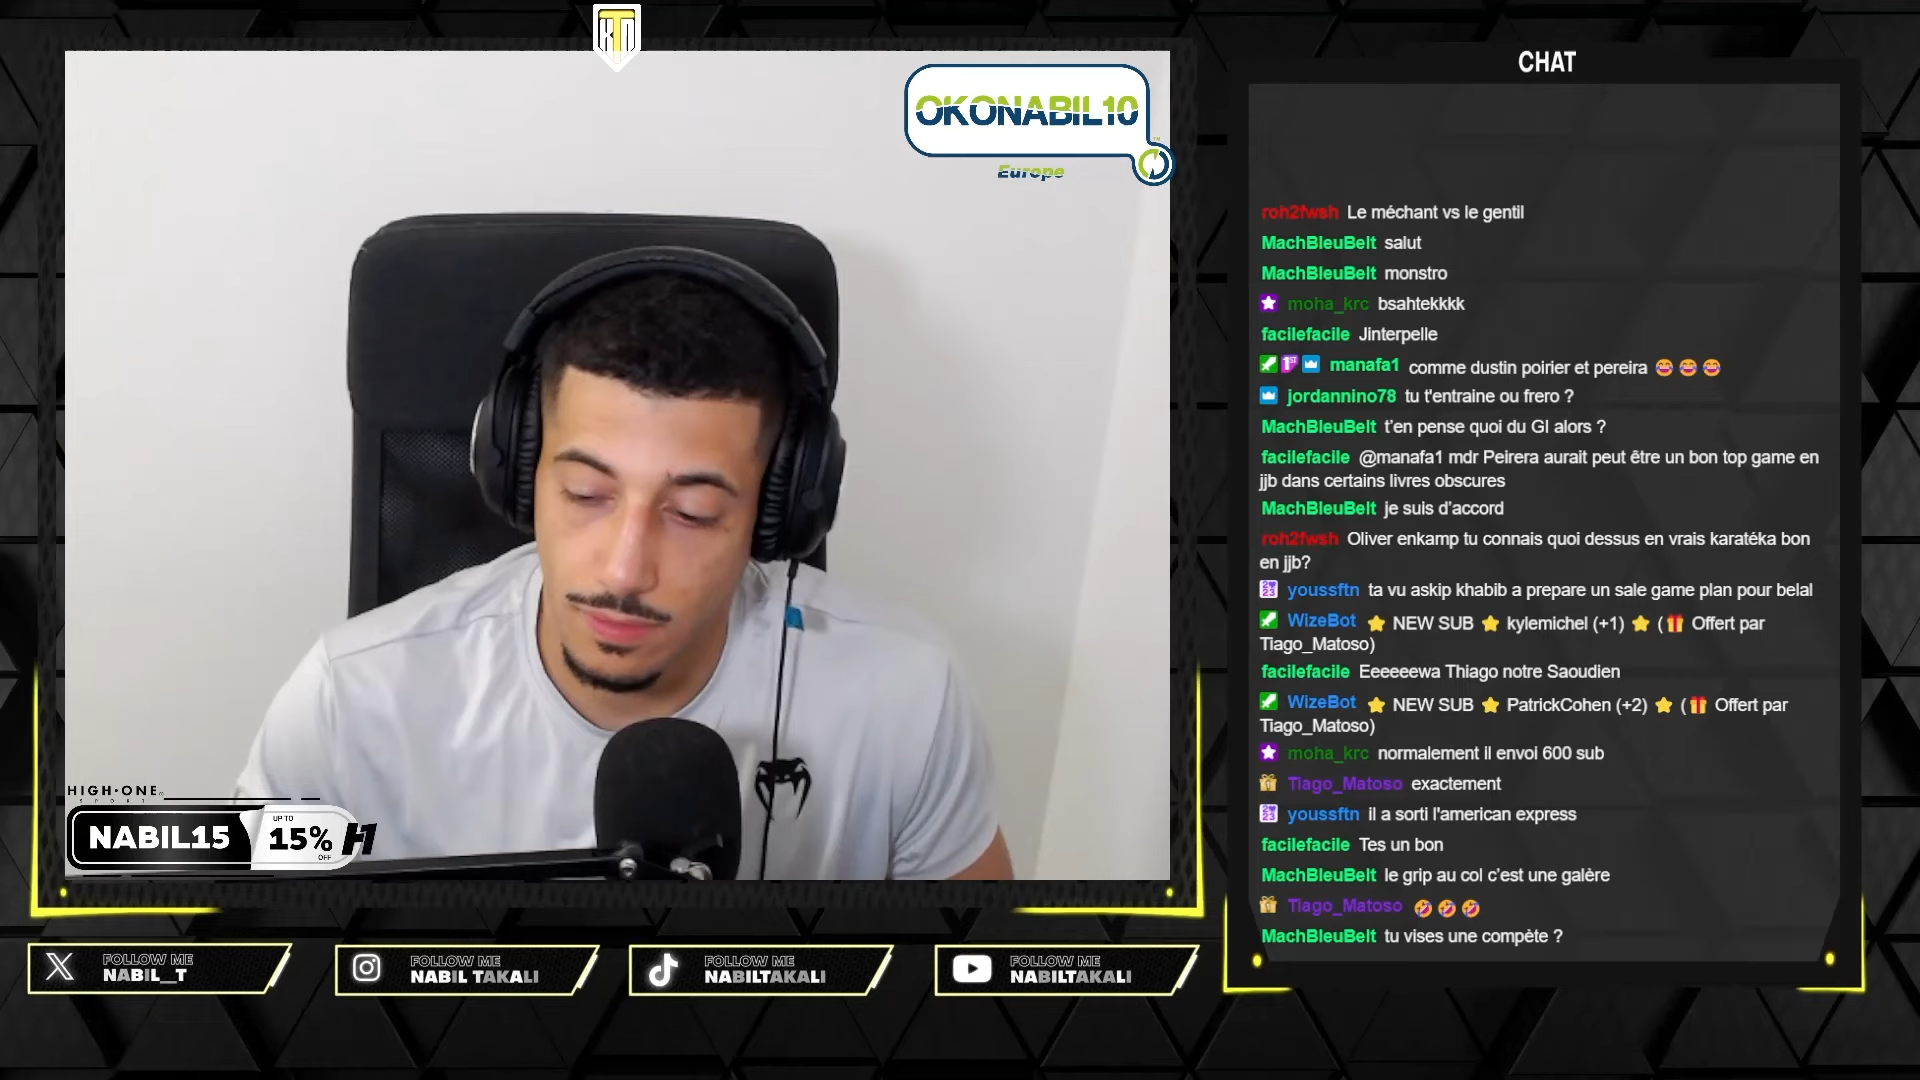 KTN
OKONABIL10
Europe
HIGH·ONE
SPORT
NABIL15
UP TO
15%
OFF
H1
FOLLOW ME
NABIL_T
FOLLOW ME
NABIL TAKALI
FOLLOW ME
NABILTAKALI
FOLLOW ME
NABILTAKALI
CHAT
roh2fwsh Le méchant vs le gentil
MachBleuBelt salut
MachBleuBelt monstro
moha_krc bsahtekkkk
facilefacile Jinterpelle
1ST manafa1 comme dustin poirier et pereira 😂 😂 😂
jordannino78 tu t'entraine ou frero ?
MachBleuBelt t'en pense quoi du GI alors ?
facilefacile @manafa1 mdr Peirera aurait peut être un bon top game en
jjb dans certains livres obscures
MachBleuBelt je suis d'accord
roh2fwsh Oliver enkamp tu connais quoi dessus en vrais karatéka bon
en jjb?
youssftn ta vu askip khabib a prepare un sale game plan pour belal
WizeBot ⭐ NEW SUB ⭐ kylemichel (+1) ⭐ (🎁 Offert par
Tiago_Matoso)
facilefacile Eeeeeewa Thiago notre Saoudien
WizeBot ⭐ NEW SUB ⭐ PatrickCohen (+2) ⭐ (🎁 Offert par
Tiago_Matoso)
moha_krc normalement il envoi 600 sub
Tiago_Matoso exactement
youssftn il a sorti l'american express
facilefacile Tes un bon
MachBleuBelt le grip au col c'est une galère
Tiago_Matoso 🤣 🤣 🤣
MachBleuBelt tu vises une compète ?